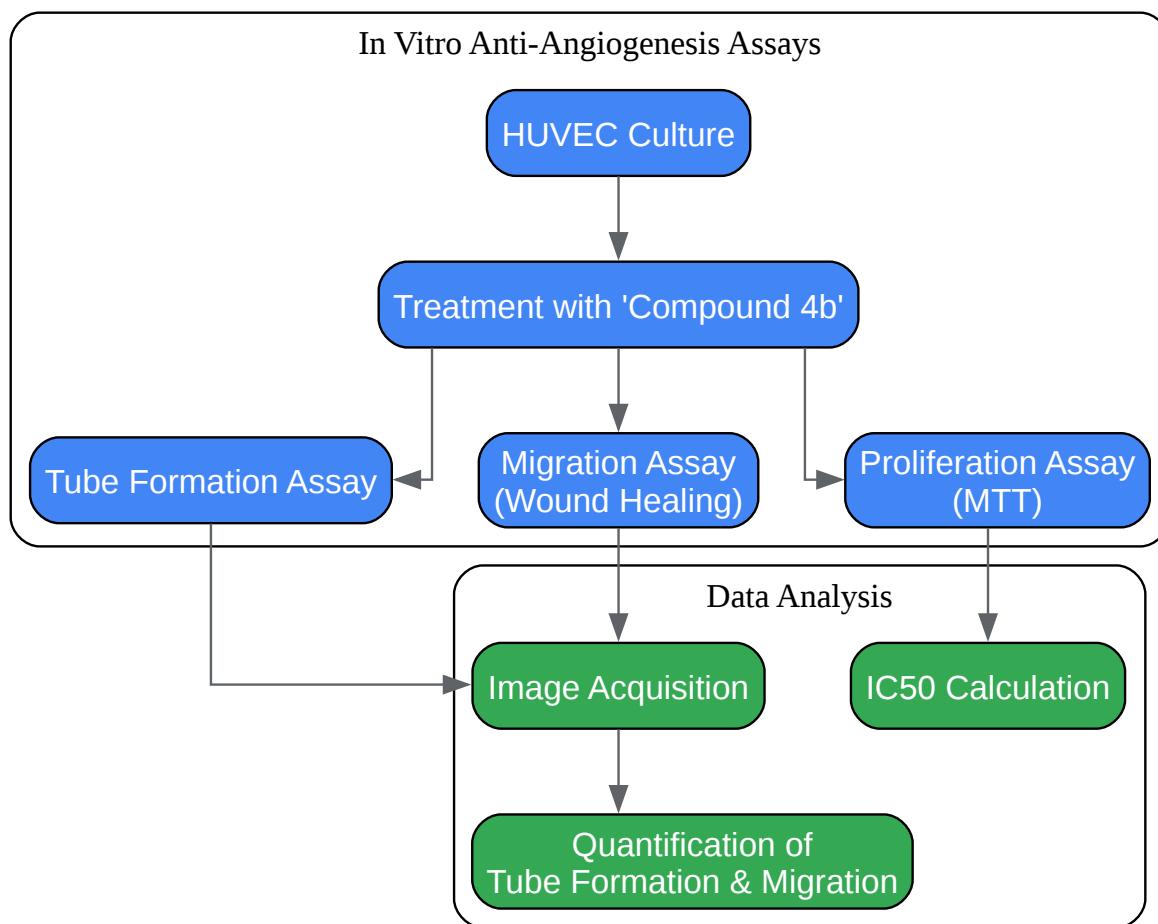 In Vitro Anti-Angiogenesis Assays
HUVEC Culture
Treatment with 'Compound 4b'
Tube Formation Assay
Migration Assay
(Wound Healing)
Proliferation Assay
(MTT)
Data Analysis
Image Acquisition
IC50 Calculation
Quantification of
Tube Formation & Migration